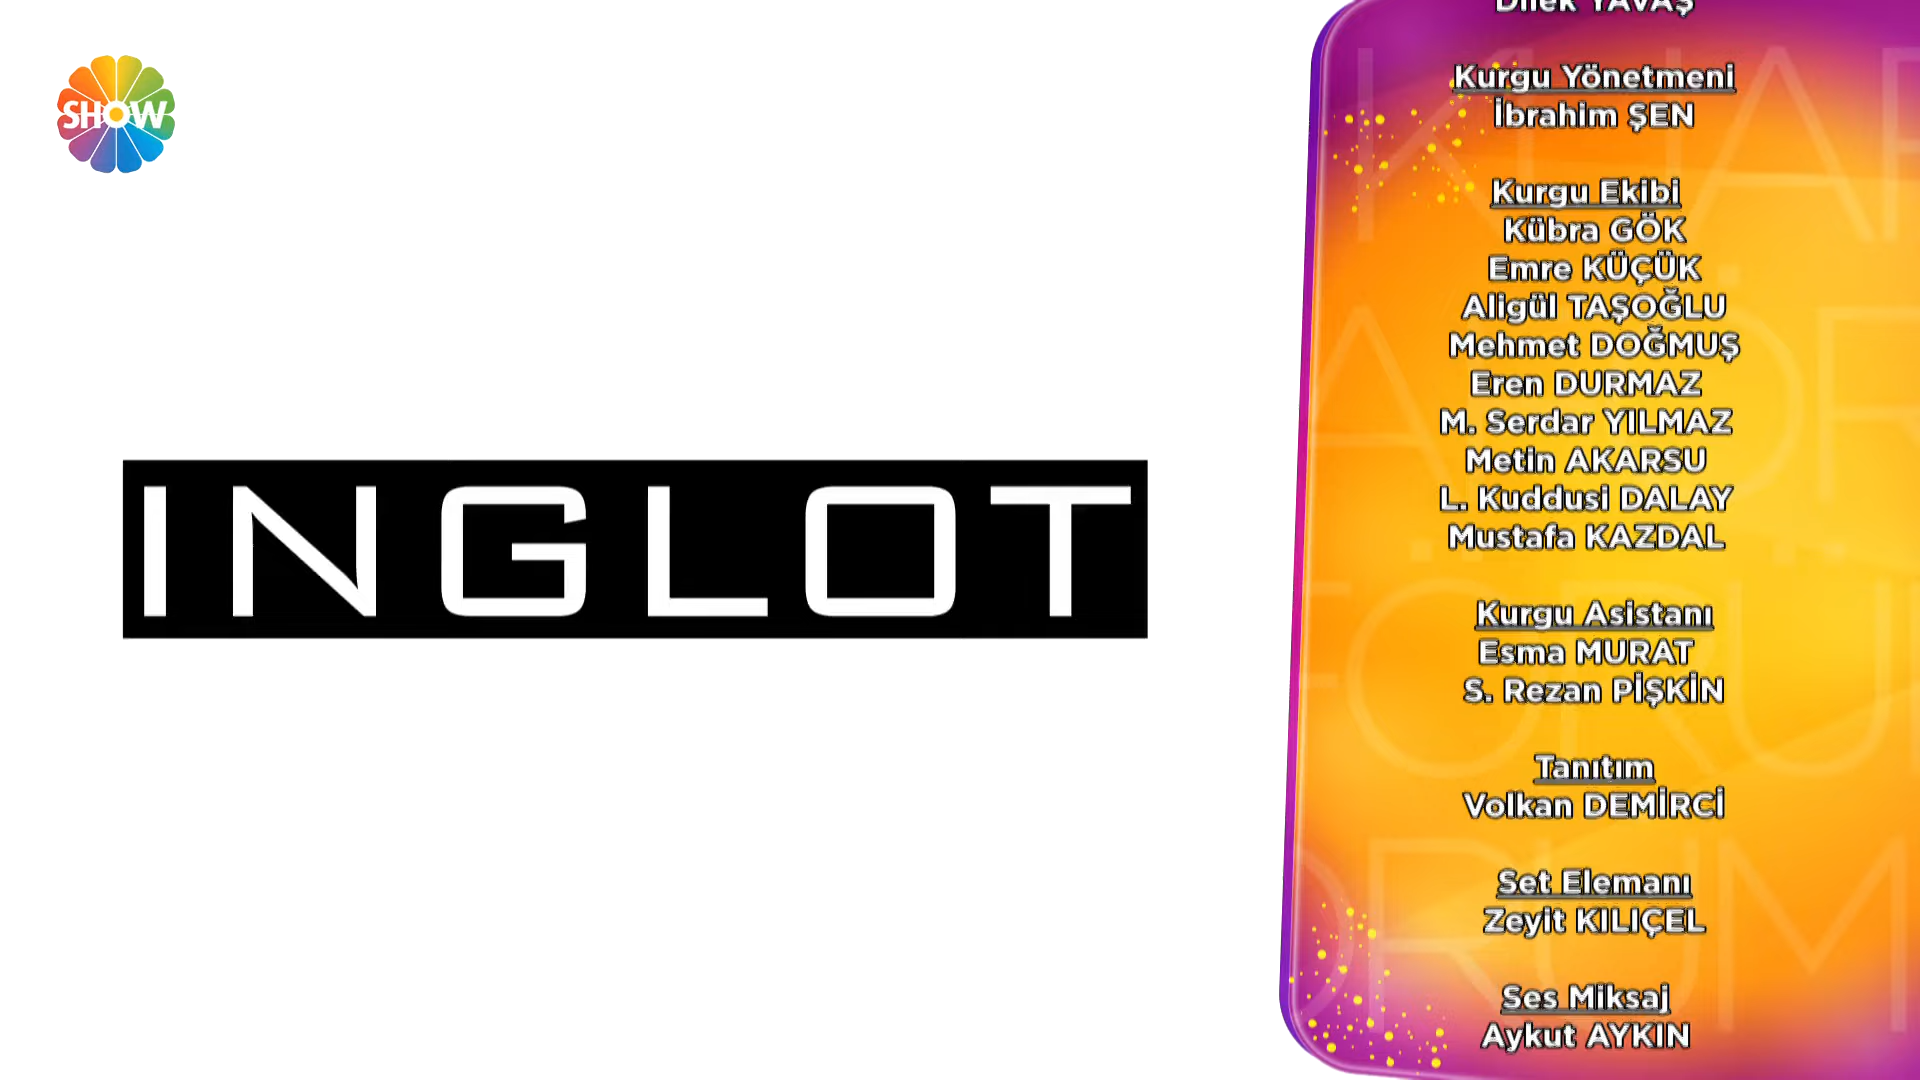 SHOW
INGLOT
Dilek YAVAŞ
Kurgu Yönetmeni
İbrahim ŞEN
Kurgu Ekibi
Kübra GÖK
Emre KÜÇÜK
Aligül TAŞOĞLU
Mehmet DOĞMUŞ
Eren DURMAZ
M. Serdar YILMAZ
Metin AKARSU
L. Kuddusi DALAY
Mustafa KAZDAL
Kurgu Asistanı
Esma MURAT
S. Rezan PİŞKİN
Tanıtım
Volkan DEMİRCİ
Set Elemanı
Zeyit KILIÇEL
Ses Miksaj
Aykut AYKIN